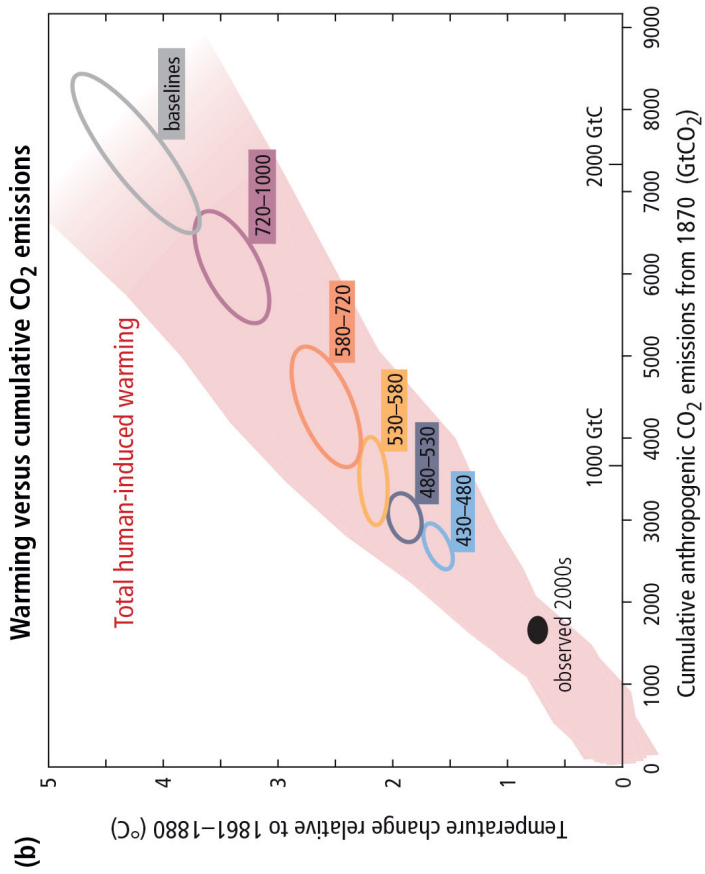 (b)
Warming versus cumulative CO₂ emissions
Temperature change relative to 1861–1880 (°C)
5
4
3
2
1
0
Total human-induced warming
baselines
720–1000
580–720
530–580
480–530
430–480
observed 2000s
1000 GtC
2000 GtC
0
1000
2000
3000
4000
5000
6000
7000
8000
9000
Cumulative anthropogenic CO₂ emissions from 1870 (GtCO₂)